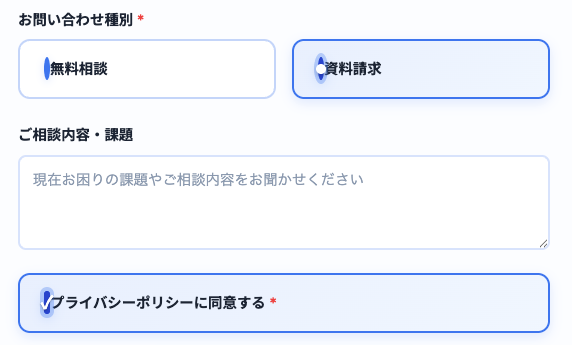 お問い合わせ種別 *
無料相談
資料請求
ご相談内容・課題
現在お困りの課題やご相談内容をお聞かせください
プライバシーポリシーに同意する *